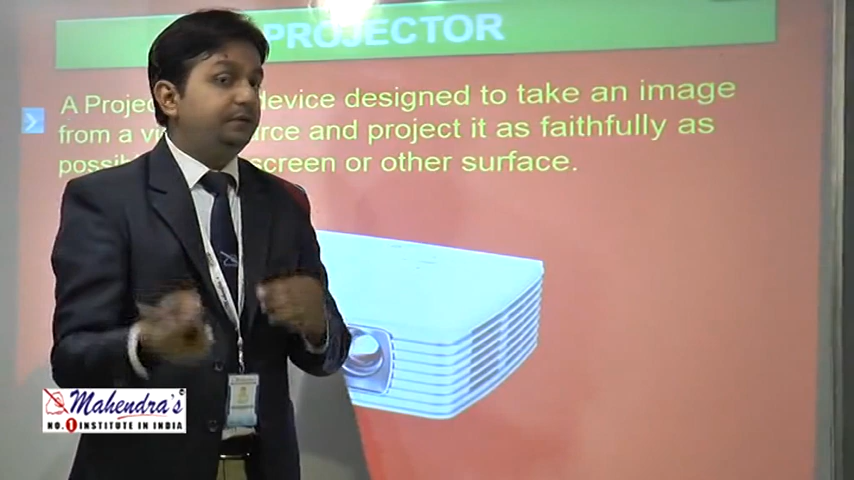 PROJECTOR
A Projec device designed to take an image
from a vi urce and project it as faithfully as
possi screen or other surface.
Mahendra's
NO. 1 INSTITUTE IN INDIA